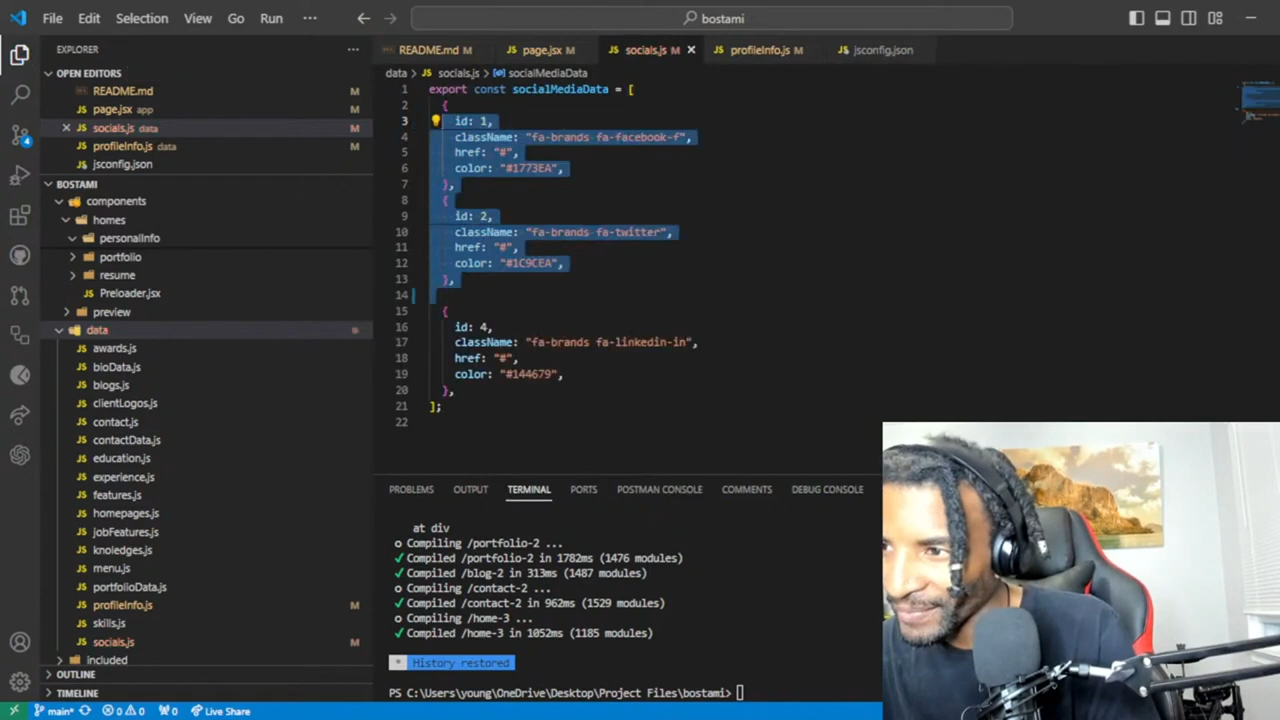 File Edit Selection View Go Run ··· bostami
EXPLORER ···
OPEN EDITORS
README.md M
page.jsx app M
socials.js data M
profileInfo.js data M
jsconfig.json
BOSTAMI
components
homes
personalInfo
portfolio
resume
Preloader.jsx
preview
data
awards.js
bioData.js
blogs.js
clientLogos.js
contact.js
contactData.js
education.js
experience.js
features.js
homepages.js
jobFeatures.js
knoledges.js
menu.js
portfolioData.js
profileInfo.js M
skills.js
socials.js M
included
OUTLINE
TIMELINE
README.md M page.jsx M socials.js M profileInfo.js M jsconfig.json
data > socials.js > socialMediaData
1 export const socialMediaData = [
2 {
3 id: 1,
4 className: "fa-brands fa-facebook-f",
5 href: "#",
6 color: "#1773EA",
7 },
8 {
9 id: 2,
10 className: "fa-brands fa-twitter",
11 href: "#",
12 color: "#1C9CEA",
13 },
14
15 {
16 id: 4,
17 className: "fa-brands fa-linkedin-in",
18 href: "#",
19 color: "#144679",
20 },
21 ];
22
PROBLEMS OUTPUT TERMINAL PORTS POSTMAN CONSOLE COMMENTS DEBUG CONSOLE
at div
○ Compiling /portfolio-2 ...
✓ Compiled /portfolio-2 in 1782ms (1476 modules)
✓ Compiled /blog-2 in 313ms (1487 modules)
○ Compiling /contact-2 ...
✓ Compiled /contact-2 in 962ms (1529 modules)
○ Compiling /home-3 ...
✓ Compiled /home-3 in 1052ms (1185 modules)
* History restored
PS C:\Users\young\OneDrive\Desktop\Project Files\bostami>
main* 0 0 0 Live Share